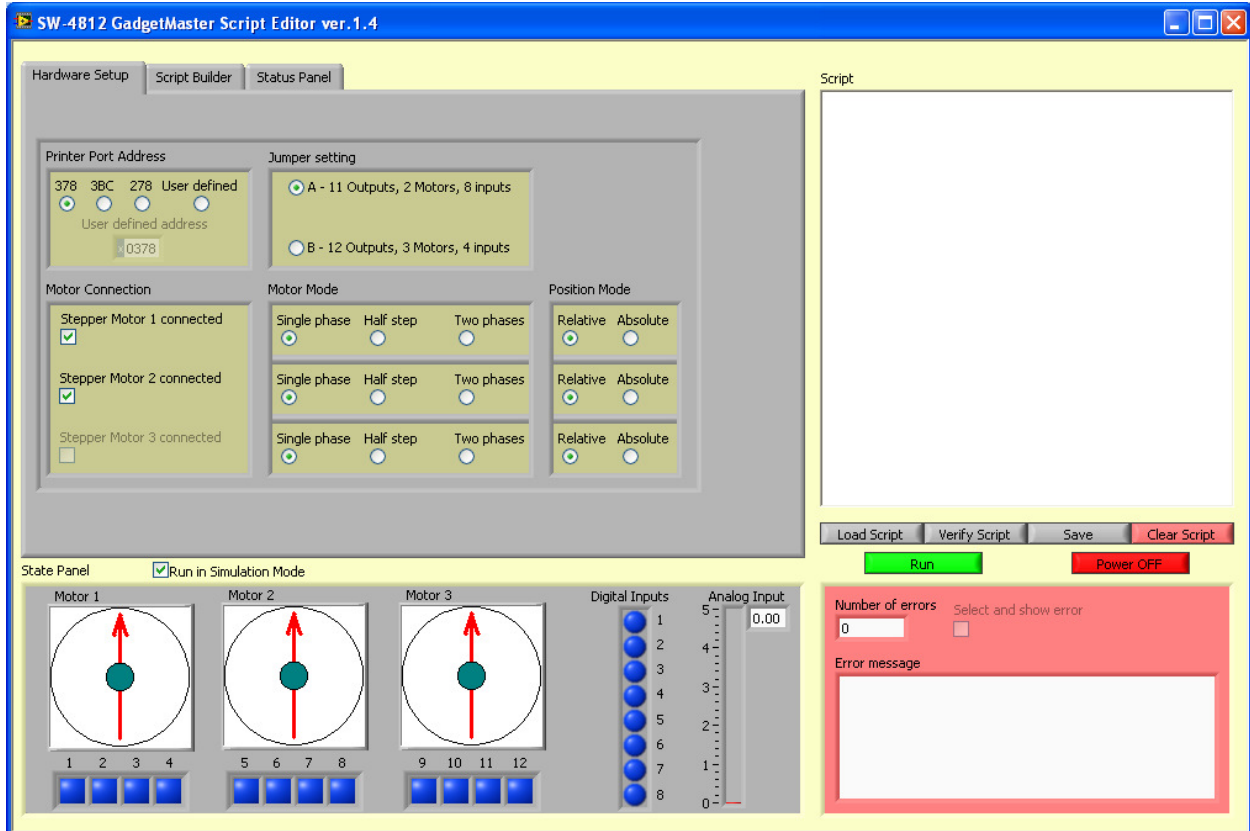 SW-4812 GadgetMaster Script Editor ver.1.4
Hardware Setup Script Builder Status Panel
Printer Port Address
378 3BC 278 User defined
User defined address
x 0378
Jumper setting
A - 11 Outputs, 2 Motors, 8 inputs
B - 12 Outputs, 3 Motors, 4 inputs
Motor Connection
Stepper Motor 1 connected
Stepper Motor 2 connected
Stepper Motor 3 connected
Motor Mode
Single phase Half step Two phases
Single phase Half step Two phases
Single phase Half step Two phases
Position Mode
Relative Absolute
Relative Absolute
Relative Absolute
Script
Load Script Verify Script Save Clear Script
Run Power OFF
State Panel Run in Simulation Mode
Motor 1 Motor 2 Motor 3
1 2 3 4 5 6 7 8 9 10 11 12
Digital Inputs
1
2
3
4
5
6
7
8
Analog Input
0.00
5
4
3
2
1
0
Number of errors Select and show error
0
Error message